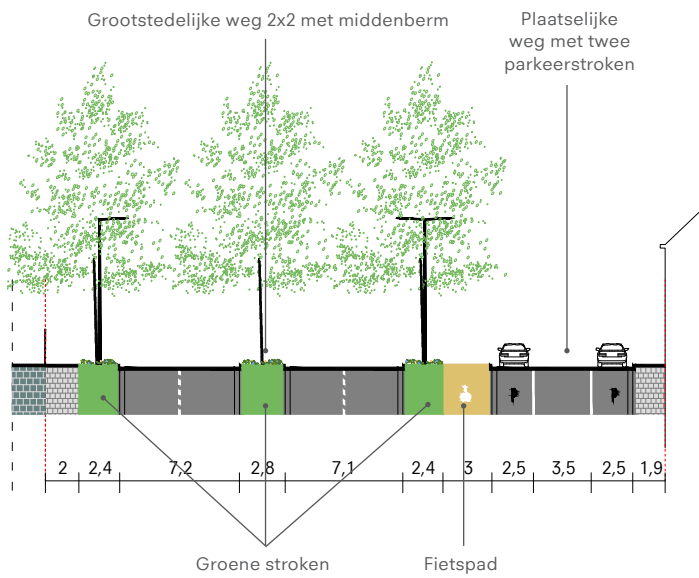 Grootstedelijke weg 2x2 met middenberm
Plaatselijke
weg met twee
parkeerstroken
2 2,4 7,2 2,8 7,1 2,4 3 2,5 3,5 2,5 1,9
Groene stroken
Fietspad